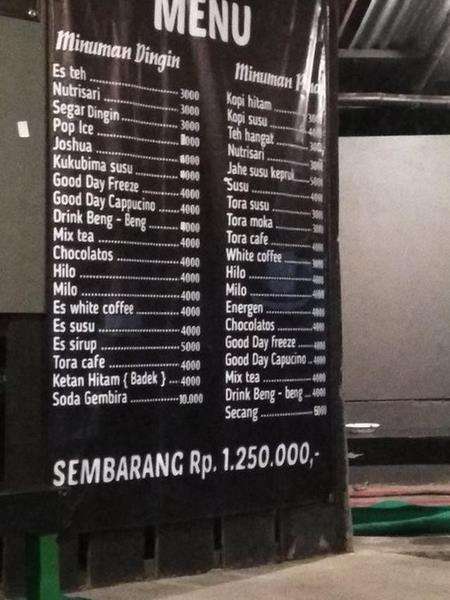 MENU
Minuman Dingin
Es teh 3000
Nutrisari 3000
Segar Dingin 3000
Pop Ice
Joshua
Kukubima susu
Good Day Freeze 4000
Good Day Cappucino 4000
Drink Beng - Beng
Mix tea 4000
Chocolatos 4000
Hilo 4000
Milo 4000
Es white coffee 4000
Es susu 4000
Es sirup 5000
Tora cafe 4000
Ketan Hitam { Badek } 4000
Soda Gembira 10.000
Minuman
Kopi hitam
Kopi susu
Teh hangat
Nutrisari
Jahe susu kepruk
Susu
Tora susu
Tora moka
Tora cafe
White coffee
Hilo
Milo 4000
Energen 4000
Chocolatos 4000
Good Day freeze 4000
Good Day Capucino 4000
Mix tea 4000
Drink Beng - beng 4000
Secang
SEMBARANG Rp. 1.250.000,-